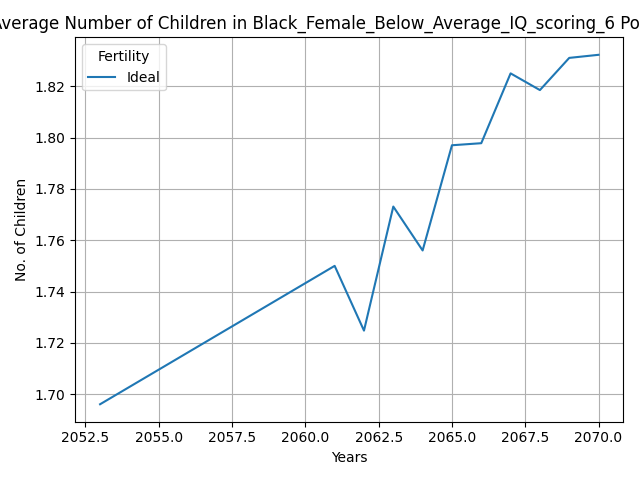 Average Number of Children in Black_Female_Below_Average_IQ_scoring_6 Po
Fertility
Ideal
1.82
1.80
1.78
1.76
1.74
1.72
1.70
No. of Children
2052.5 2055.0 2057.5 2060.0 2062.5 2065.0 2067.5 2070.0
Years